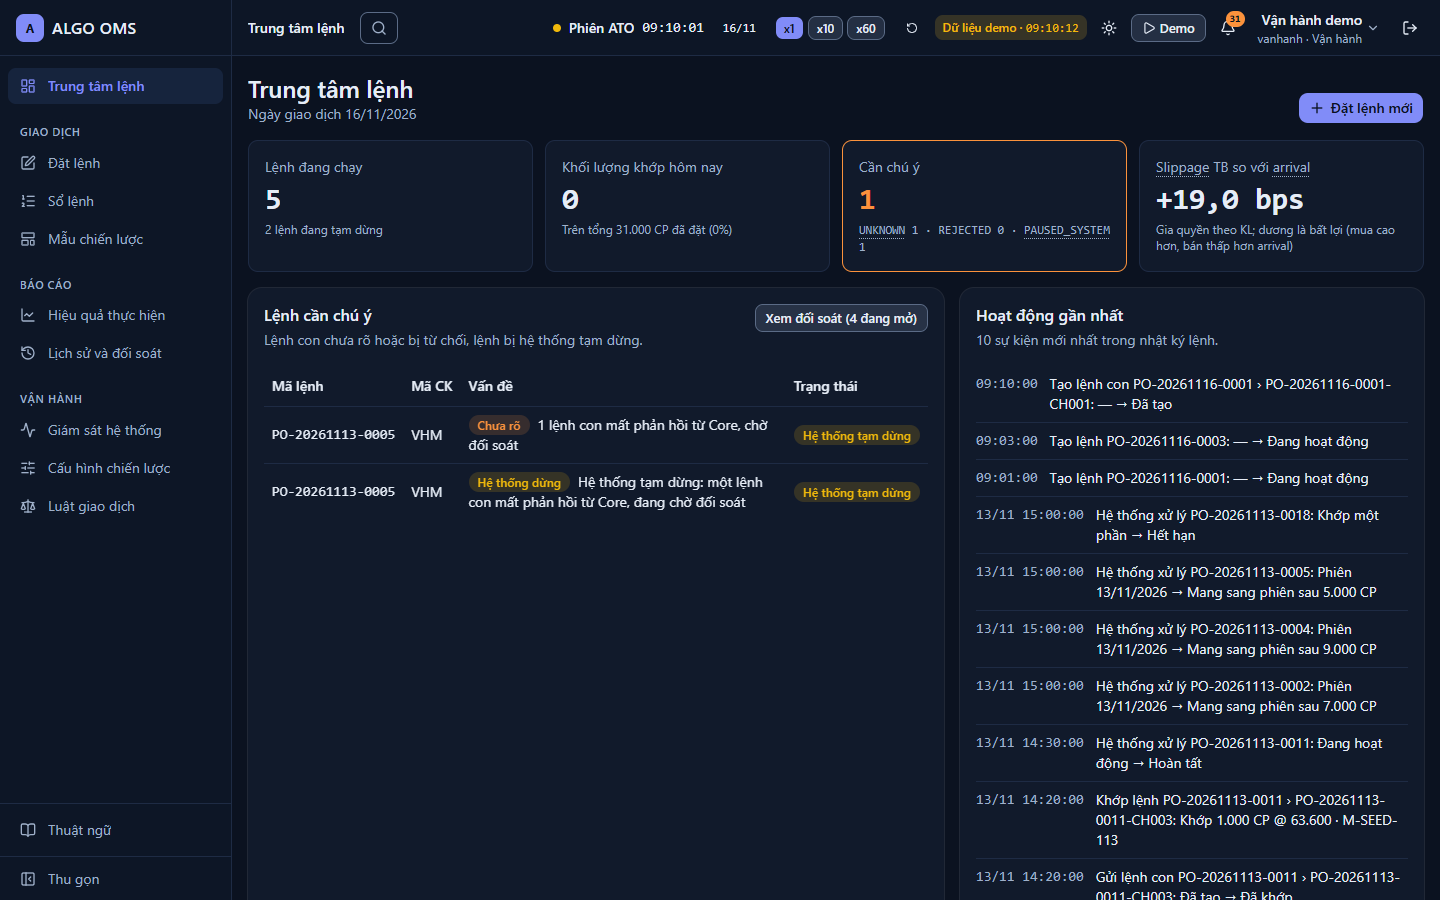 A ALGO OMS
Trung tâm lệnh
Phiên ATO 09:10:01 16/11 x1 x10 x60 Dữ liệu demo · 09:10:12 Demo 31 Vận hành demo
vanhanh · Vận hành
Trung tâm lệnh
GIAO DỊCH
Đặt lệnh
Sổ lệnh
Mẫu chiến lược
BÁO CÁO
Hiệu quả thực hiện
Lịch sử và đối soát
VẬN HÀNH
Giám sát hệ thống
Cấu hình chiến lược
Luật giao dịch
Thuật ngữ
Thu gọn
Trung tâm lệnh
Ngày giao dịch 16/11/2026
Đặt lệnh mới
Lệnh đang chạy
5
2 lệnh đang tạm dừng
Khối lượng khớp hôm nay
0
Trên tổng 31.000 CP đã đặt (0%)
Cần chú ý
1
UNKNOWN 1 · REJECTED 0 · PAUSED_SYSTEM
1
Slippage TB so với arrival
+19,0 bps
Gia quyền theo KL; dương là bất lợi (mua cao
hơn, bán thấp hơn arrival)
Lệnh cần chú ý
Lệnh con chưa rõ hoặc bị từ chối, lệnh bị hệ thống tạm dừng.
Xem đối soát (4 đang mở)
Mã lệnh Mã CK Vấn đề Trạng thái
PO-20261113-0005 VHM Chưa rõ 1 lệnh con mất phản hồi từ Core, chờ
đối soát Hệ thống tạm dừng
PO-20261113-0005 VHM Hệ thống dừng Hệ thống tạm dừng: một lệnh
con mất phản hồi từ Core, đang chờ đối soát Hệ thống tạm dừng
Hoạt động gần nhất
10 sự kiện mới nhất trong nhật ký lệnh.
09:10:00 Tạo lệnh con PO-20261116-0001 › PO-20261116-0001-
CH001: — → Đã tạo
09:03:00 Tạo lệnh PO-20261116-0003: — → Đang hoạt động
09:01:00 Tạo lệnh PO-20261116-0001: — → Đang hoạt động
13/11 15:00:00 Hệ thống xử lý PO-20261113-0018: Khớp một
phần → Hết hạn
13/11 15:00:00 Hệ thống xử lý PO-20261113-0005: Phiên
13/11/2026 → Mang sang phiên sau 5.000 CP
13/11 15:00:00 Hệ thống xử lý PO-20261113-0004: Phiên
13/11/2026 → Mang sang phiên sau 9.000 CP
13/11 15:00:00 Hệ thống xử lý PO-20261113-0002: Phiên
13/11/2026 → Mang sang phiên sau 7.000 CP
13/11 14:30:00 Hệ thống xử lý PO-20261113-0011: Đang hoạt
động → Hoàn tất
13/11 14:20:00 Khớp lệnh PO-20261113-0011 › PO-20261113-
0011-CH003: Khớp 1.000 CP @ 63.600 · M-SEED-
113
13/11 14:20:00 Gửi lệnh con PO-20261113-0011 › PO-20261113-
0011-CH003: Đã tạo → Đã khớp